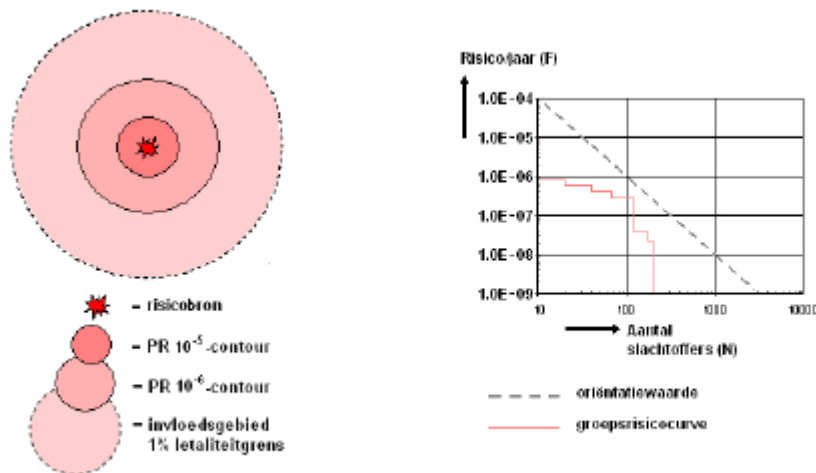 = risicobron
= PR 10⁻⁵-contour
= PR 10⁻⁶-contour
= invloedsgebied
1% letaliteitgrens
Risico/jaar (F)
1.0E-04
1.0E-05
1.0E-06
1.0E-07
1.0E-08
1.0E-09
10 100 1000 10000
Aantal
slachtoffers (N)
oriëntatiewaarde
groepsrisicocurve